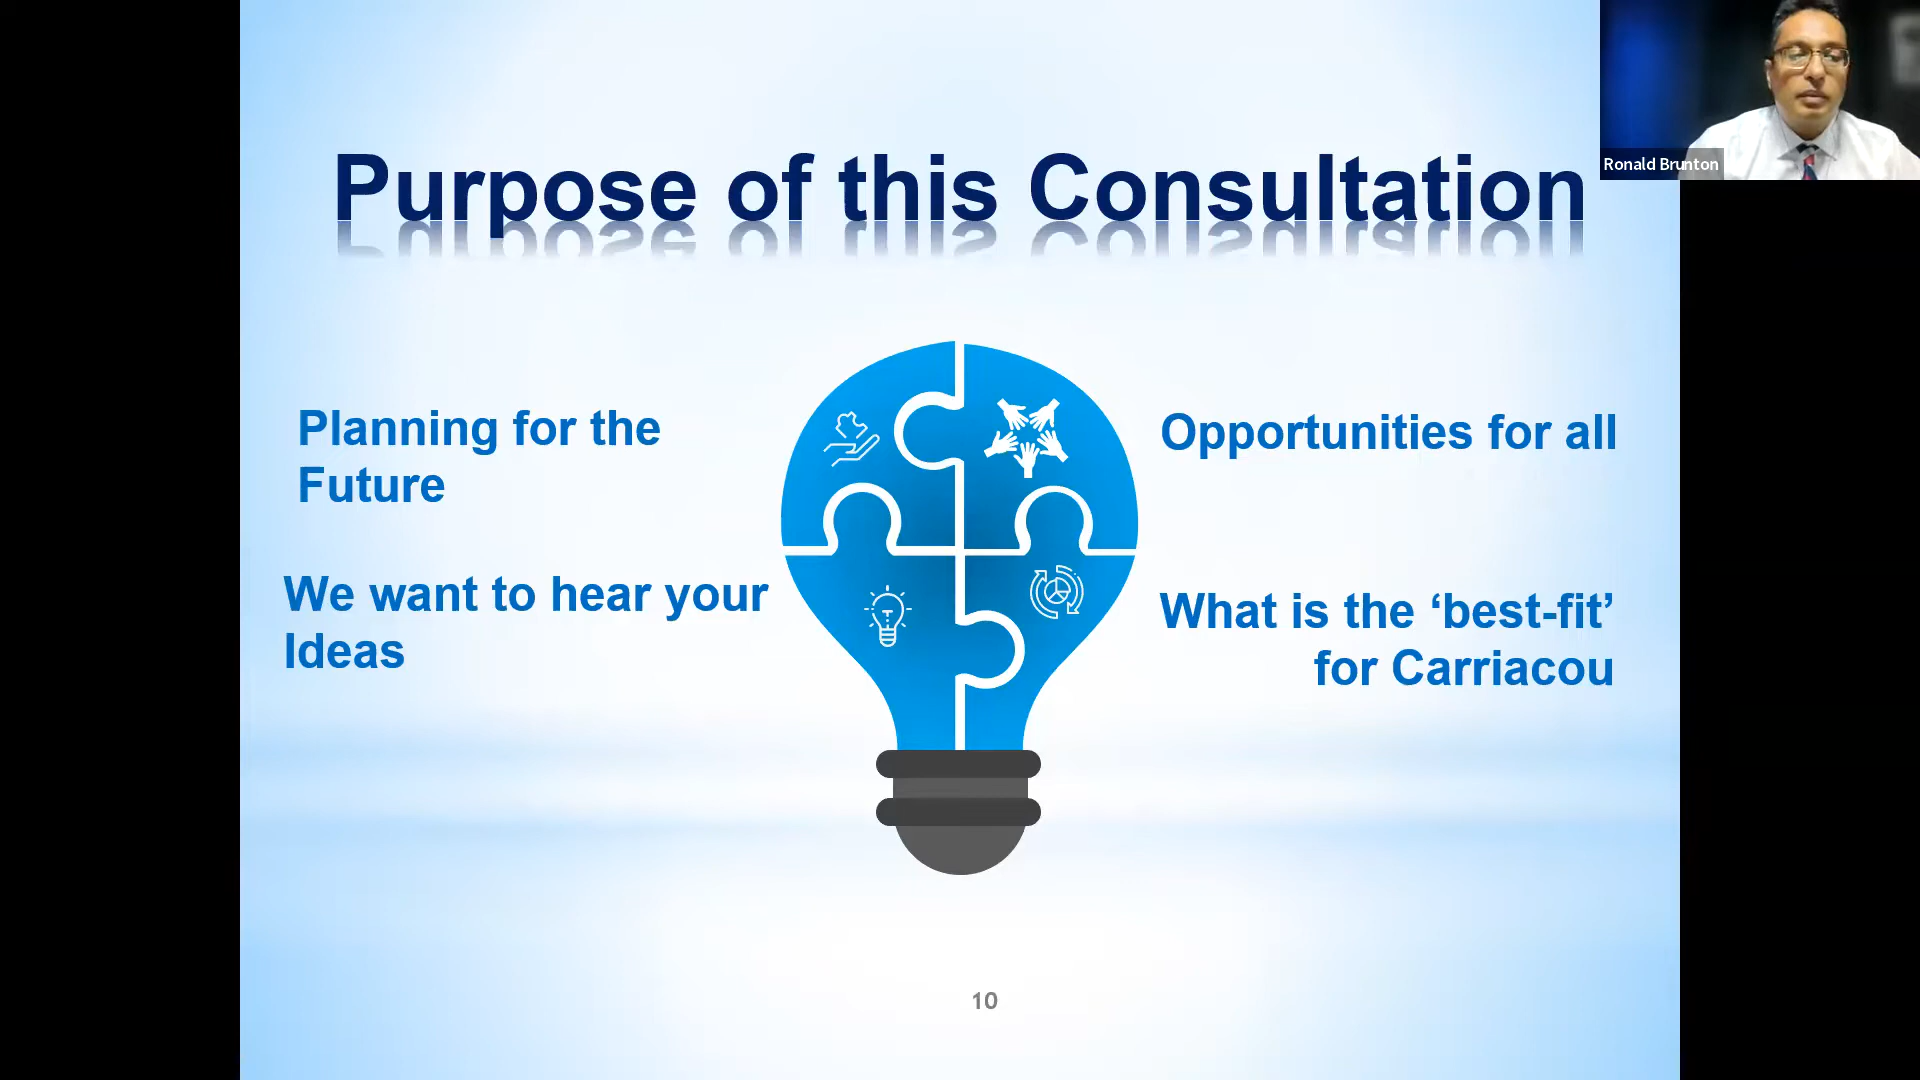 Purpose of this Consultation
Ronald Brunton
Planning for the
Future
Opportunities for all
We want to hear your
Ideas
What is the ‘best-fit’
for Carriacou
10